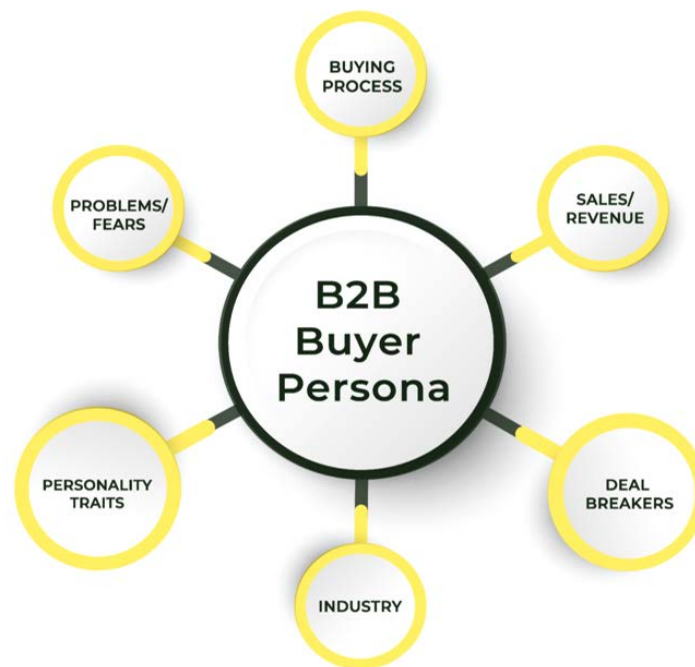 BUYING
PROCESS
PROBLEMS/
FEARS
SALES/
REVENUE
B2B
Buyer
Persona
PERSONALITY
TRAITS
DEAL
BREAKERS
INDUSTRY